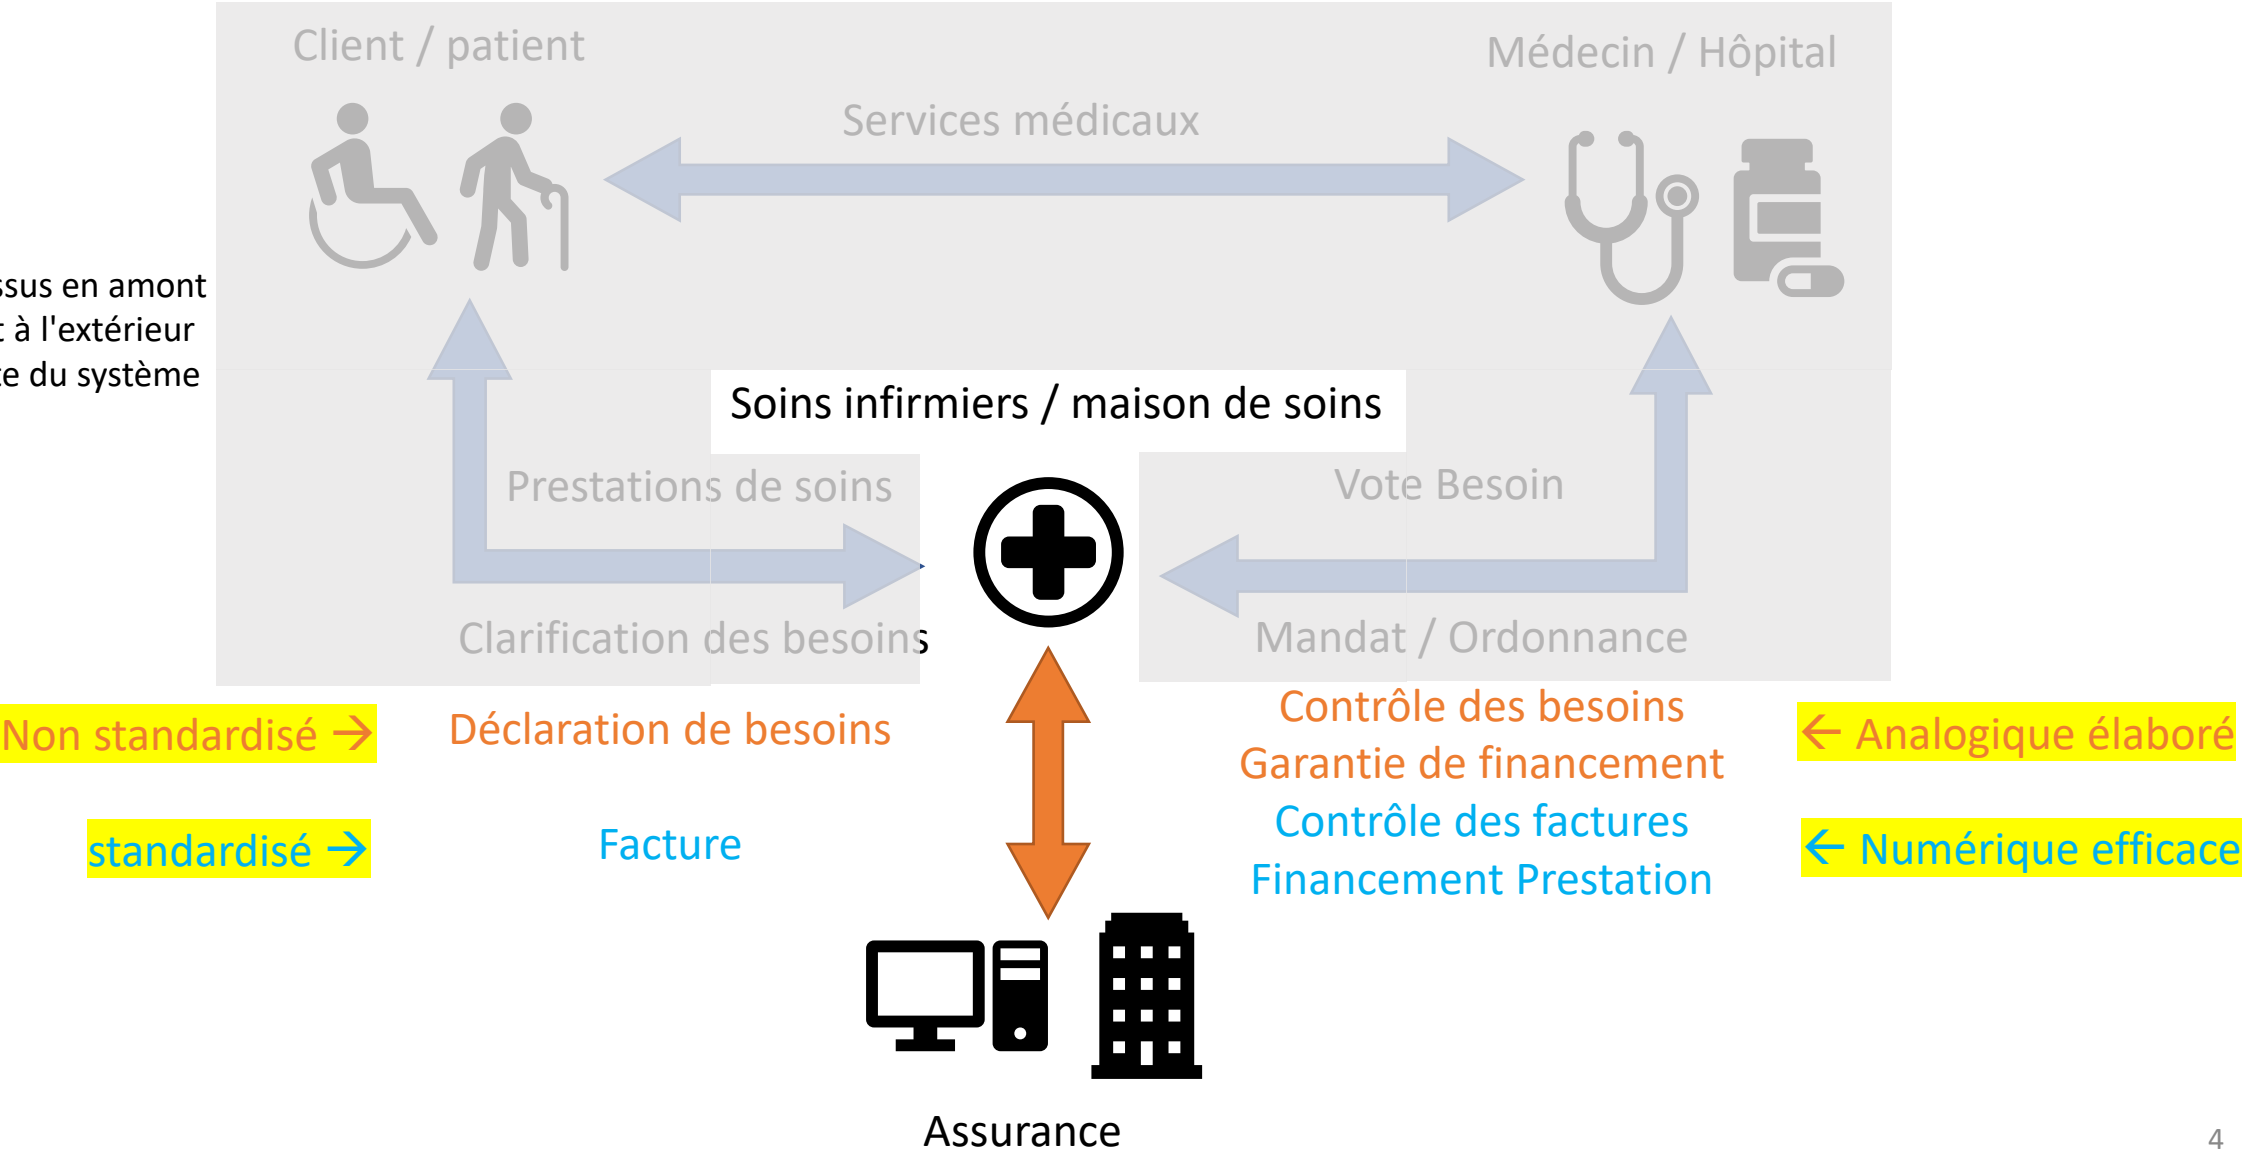 Client / patient
Médecin / Hôpital
Services médicaux
en amont
à l'extérieur
du système
Soins infirmiers / maison de soins
Prestations de soins
Vote Besoin
Clarification des besoins
Mandat / Ordonnance
Non standardisé →
Déclaration de besoins
Contrôle des besoins
Garantie de financement
← Analogique élaboré
standardisé →
Facture
Contrôle des factures
Financement Prestation
← Numérique efficace
Assurance
4